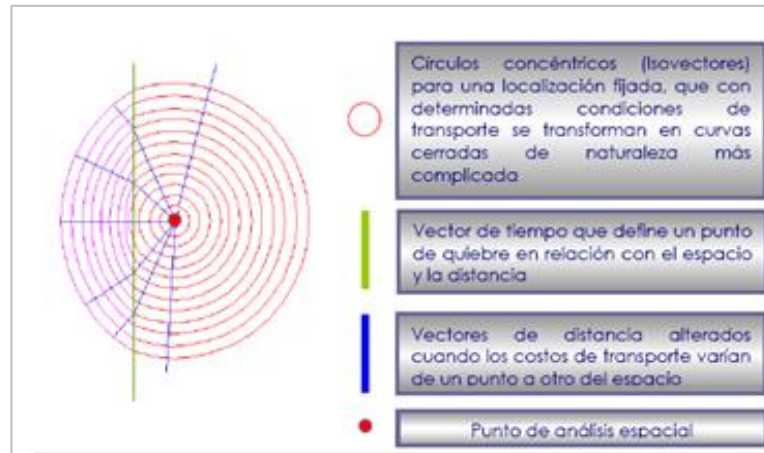 Círculos concéntricos (Isovectores)
para una localización fijada, que con
determinadas condiciones de
transporte se transforman en curvas
cerradas de naturaleza más
complicada
Vector de tiempo que define un punto
de quiebre en relación con el espacio
y la distancia
Vectores de distancia alterados
cuando los costos de transporte varían
de un punto a otro del espacio
Punto de análisis espacial